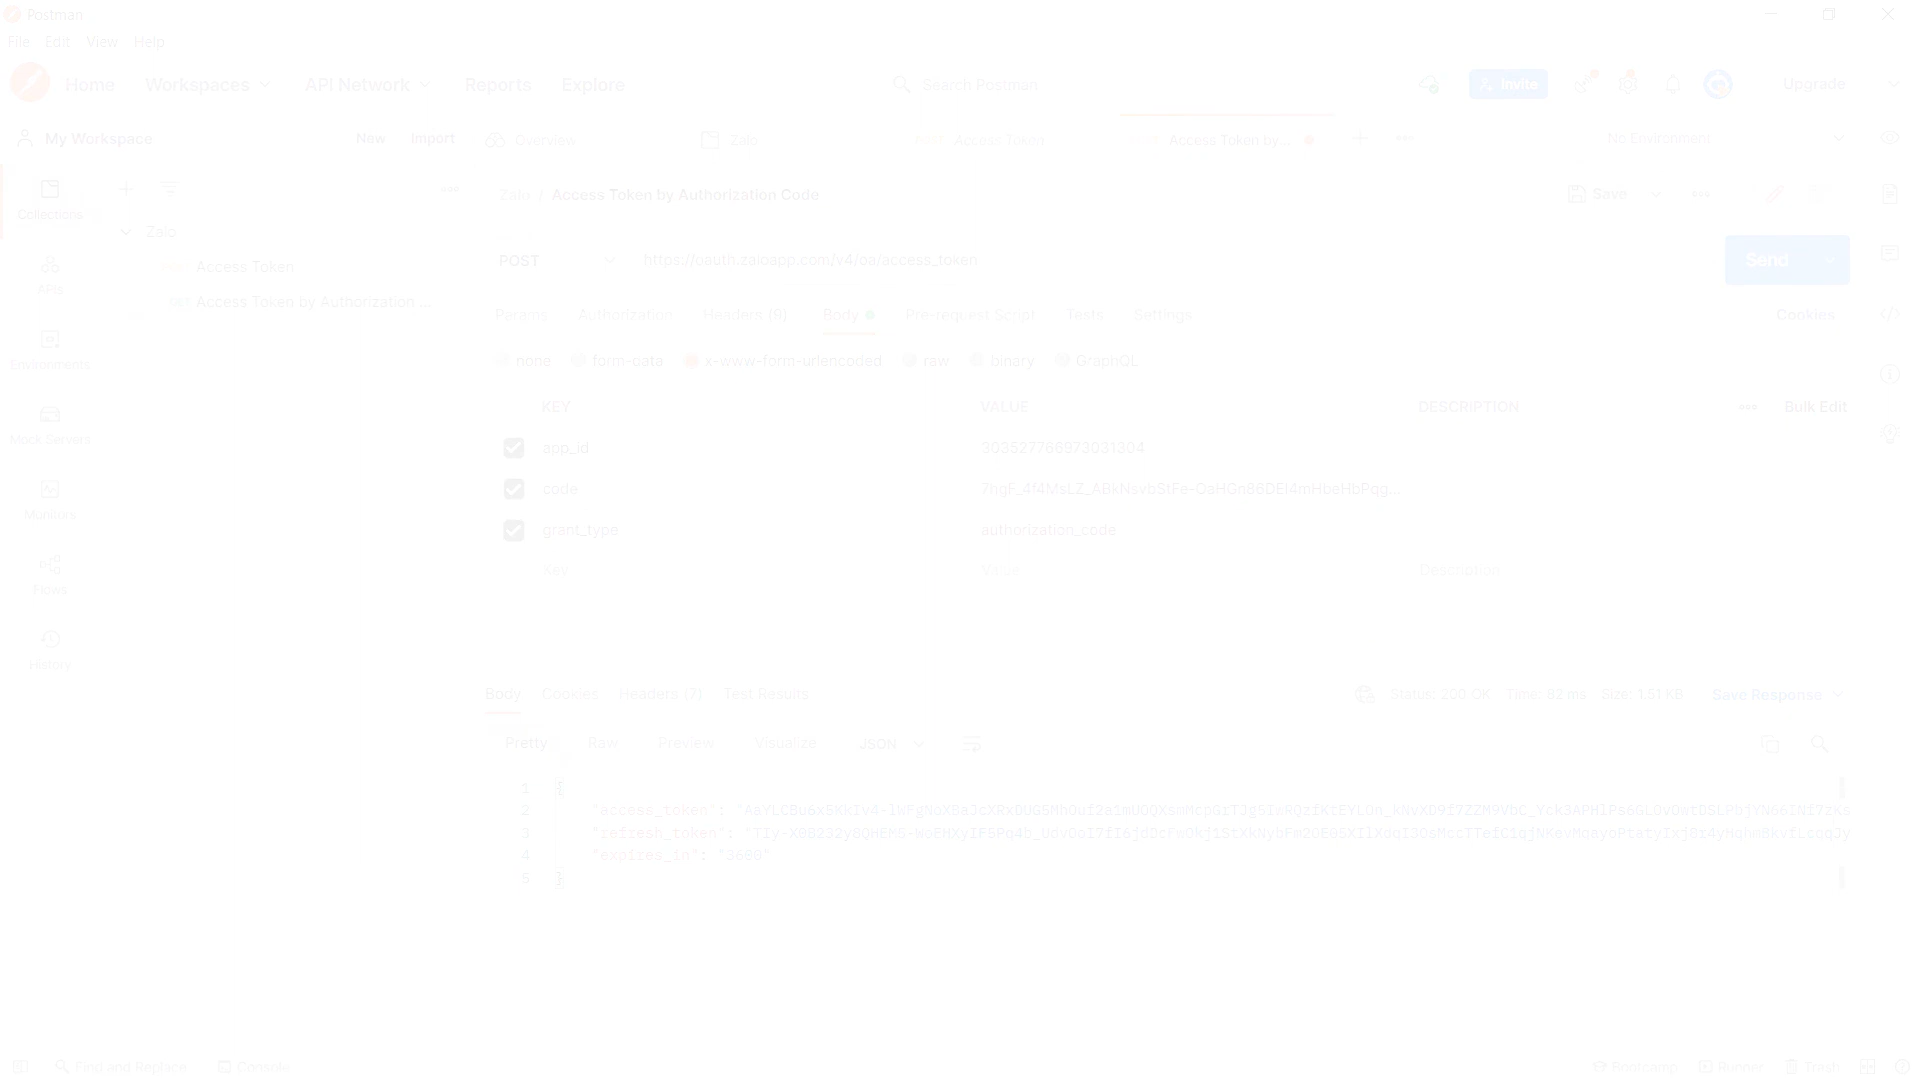 Postman
File Edit View Help
Home Workspaces API Network Reports Explore Search Postman Invite Upgrade
My Workspace New Import Overview Zalo Access Token Access Token by... No Environment
Collections
Zalo / Access Token by Authorization Code Save
Zalo
POST https://oauth.zaloapp.com/v4/oa/access_token Send
Access Token
APIs
Access Token by Authorization ...
Params Authorization Headers (9) Body Pre-request Script Tests Settings Cookies
Environments
none form-data x-www-form-urlencoded raw binary GraphQL
KEY VALUE DESCRIPTION Bulk Edit
Mock Servers
app_id
code
Monitors
grant_type authorization_code
Key Value Description
Flows
History
Body Cookies Headers (7) Test Results Status: 200 OK Time: 82 ms Size: 1.51 KB Save Response
Pretty Raw Preview Visualize JSON
1 {
2 "access_token":
3 "refresh_token":
4 "expires_in":
5 }
Find and Replace Console Bootcamp Runner Trash